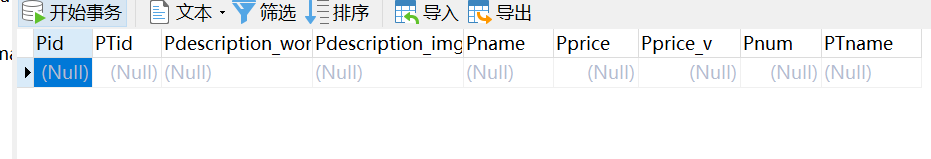 开始事务 文本 筛选 排序 导入 导出
Pid PTid Pdescription_wor Pdescription_img Pname Pprice Pprice_v Pnum PTname
(Null) (Null) (Null) (Null) (Null) (Null) (Null) (Null) (Null)